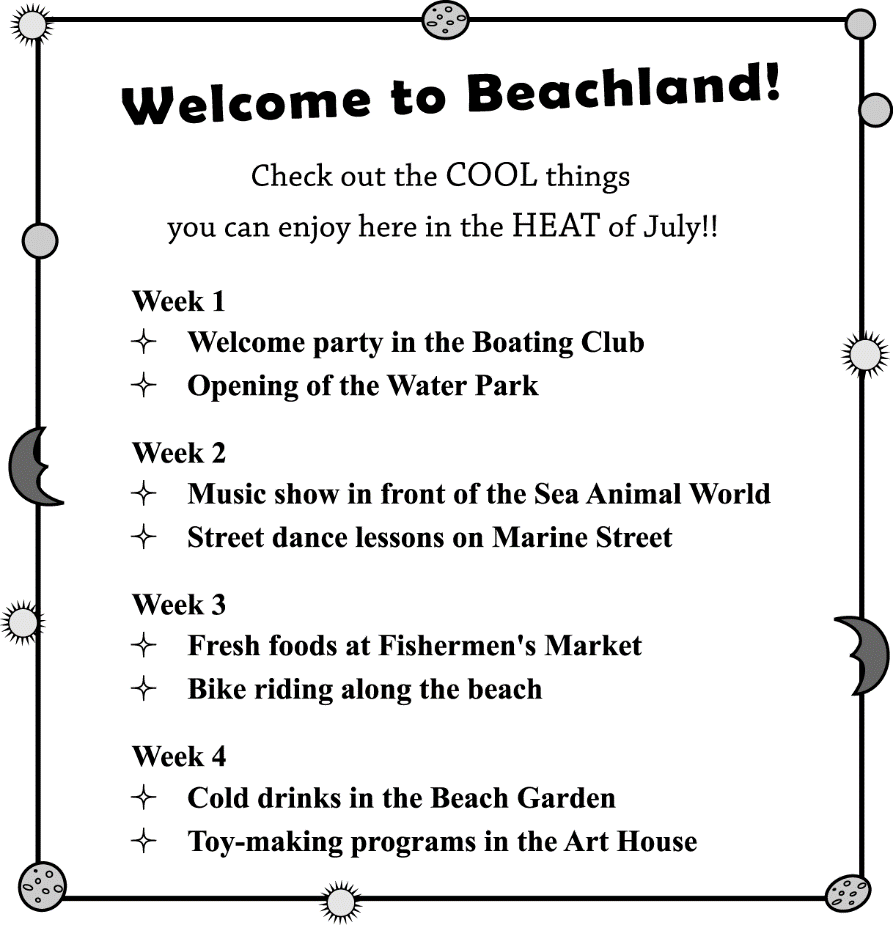 Welcome to Beachland!
Check out the COOL things
you can enjoy here in the HEAT of July!!
Week 1
✧ Welcome party in the Boating Club
✧ Opening of the Water Park
Week 2
✧ Music show in front of the Sea Animal World
✧ Street dance lessons on Marine Street
Week 3
✧ Fresh foods at Fishermen's Market
✧ Bike riding along the beach
Week 4
✧ Cold drinks in the Beach Garden
✧ Toy-making programs in the Art House